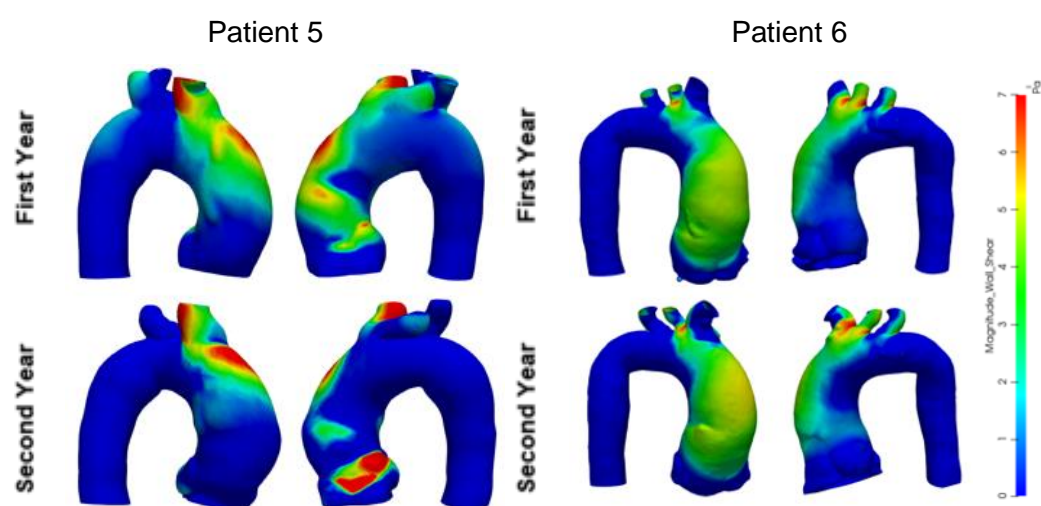 Patient 5
Patient 6
First Year
First Year
Second Year
Second Year
Pa
7
6
5
4
3
2
1
0
Magnitude_Wall_Shear